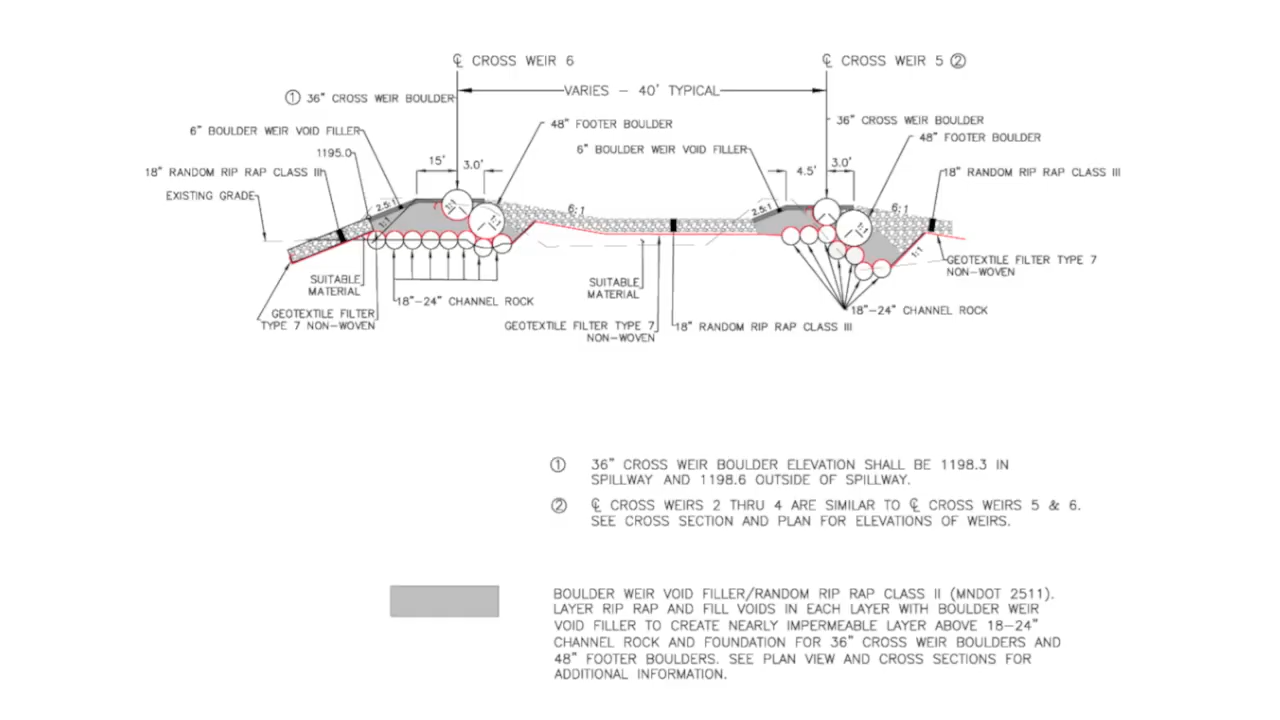 ℄ CROSS WEIR 6
℄ CROSS WEIR 5 ②
VARIES – 40' TYPICAL
① 36" CROSS WEIR BOULDER
36" CROSS WEIR BOULDER
48" FOOTER BOULDER
6" BOULDER WEIR VOID FILLER
48" FOOTER BOULDER
1195.0
6" BOULDER WEIR VOID FILLER
15'
3.0'
4.5'
3.0'
18" RANDOM RIP RAP CLASS III
18" RANDOM RIP RAP CLASS III
EXISTING GRADE
2.5:1
1:1
1:1
1:1
6:1
2.5:1
1:1
6:1
1:1
GEOTEXTILE FILTER TYPE 7
NON-WOVEN
SUITABLE
MATERIAL
SUITABLE
MATERIAL
18"-24" CHANNEL ROCK
18"-24" CHANNEL ROCK
GEOTEXTILE FILTER
TYPE 7 NON-WOVEN
GEOTEXTILE FILTER TYPE 7
NON-WOVEN
18" RANDOM RIP RAP CLASS III
① 36" CROSS WEIR BOULDER ELEVATION SHALL BE 1198.3 IN
SPILLWAY AND 1198.6 OUTSIDE OF SPILLWAY.
② ℄ CROSS WEIRS 2 THRU 4 ARE SIMILAR TO ℄ CROSS WEIRS 5 & 6.
SEE CROSS SECTION AND PLAN FOR ELEVATIONS OF WEIRS.
BOULDER WEIR VOID FILLER/RANDOM RIP RAP CLASS II (MNDOT 2511).
LAYER RIP RAP AND FILL VOIDS IN EACH LAYER WITH BOULDER WEIR
VOID FILLER TO CREATE NEARLY IMPERMEABLE LAYER ABOVE 18-24"
CHANNEL ROCK AND FOUNDATION FOR 36" CROSS WEIR BOULDERS AND
48" FOOTER BOULDERS. SEE PLAN VIEW AND CROSS SECTIONS FOR
ADDITIONAL INFORMATION.